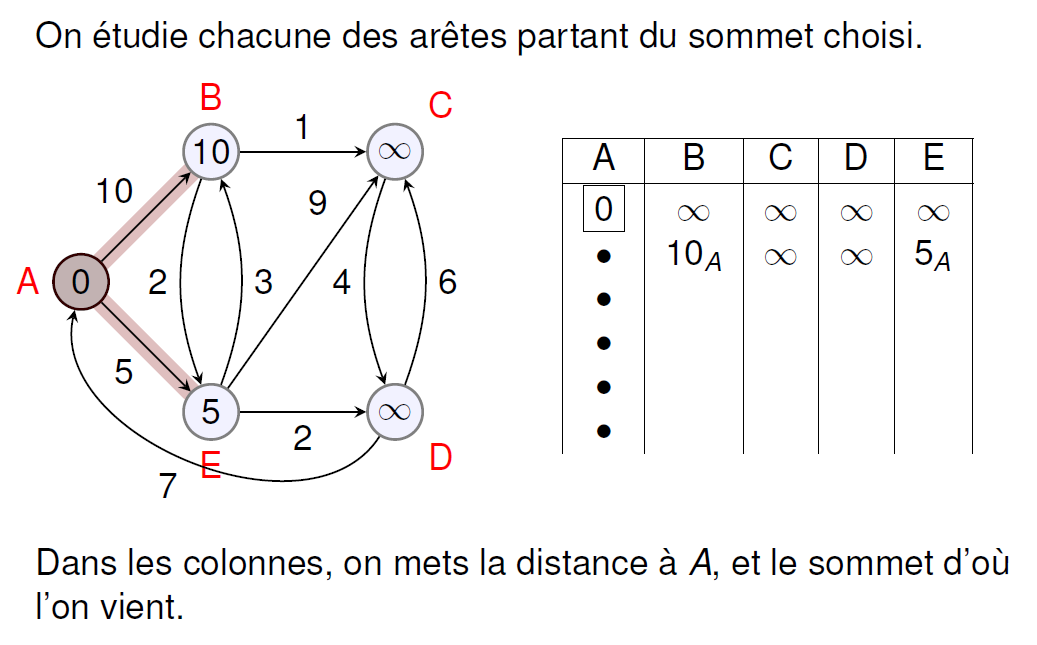 On étudie chacune des arêtes partant du sommet choisi.
B
C
10
1
∞
10
9
A
0
2
3
4
6
5
5
2
∞
E
D
7
A B C D E
0 ∞ ∞ ∞ ∞
• 10A ∞ ∞ 5A
•
•
•
•
Dans les colonnes, on mets la distance à A, et le sommet d'où
l'on vient.